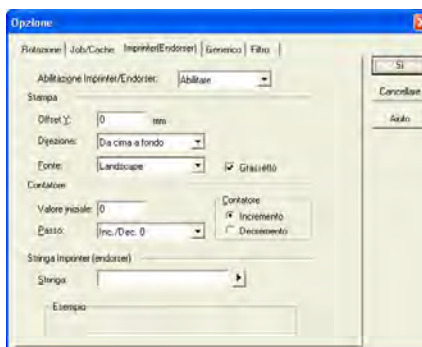 Opzione
Rotazione Job/Cache Imprinter(Endorser) Generico Filtro
Sì
Cancellare
Aiuto
Abilitazione Imprinter/Endorser: Abilitare
Stampa
Offset Y: 0 mm
Direzione: Da cima a fondo
Fonte: Landscape Grassetto
Contatore
Valore iniziale: 0
Passo: Inc./Dec. 0
Contatore
Incremento
Decremento
Stringa Imprinter (endorser)
Stringa:
Esempio